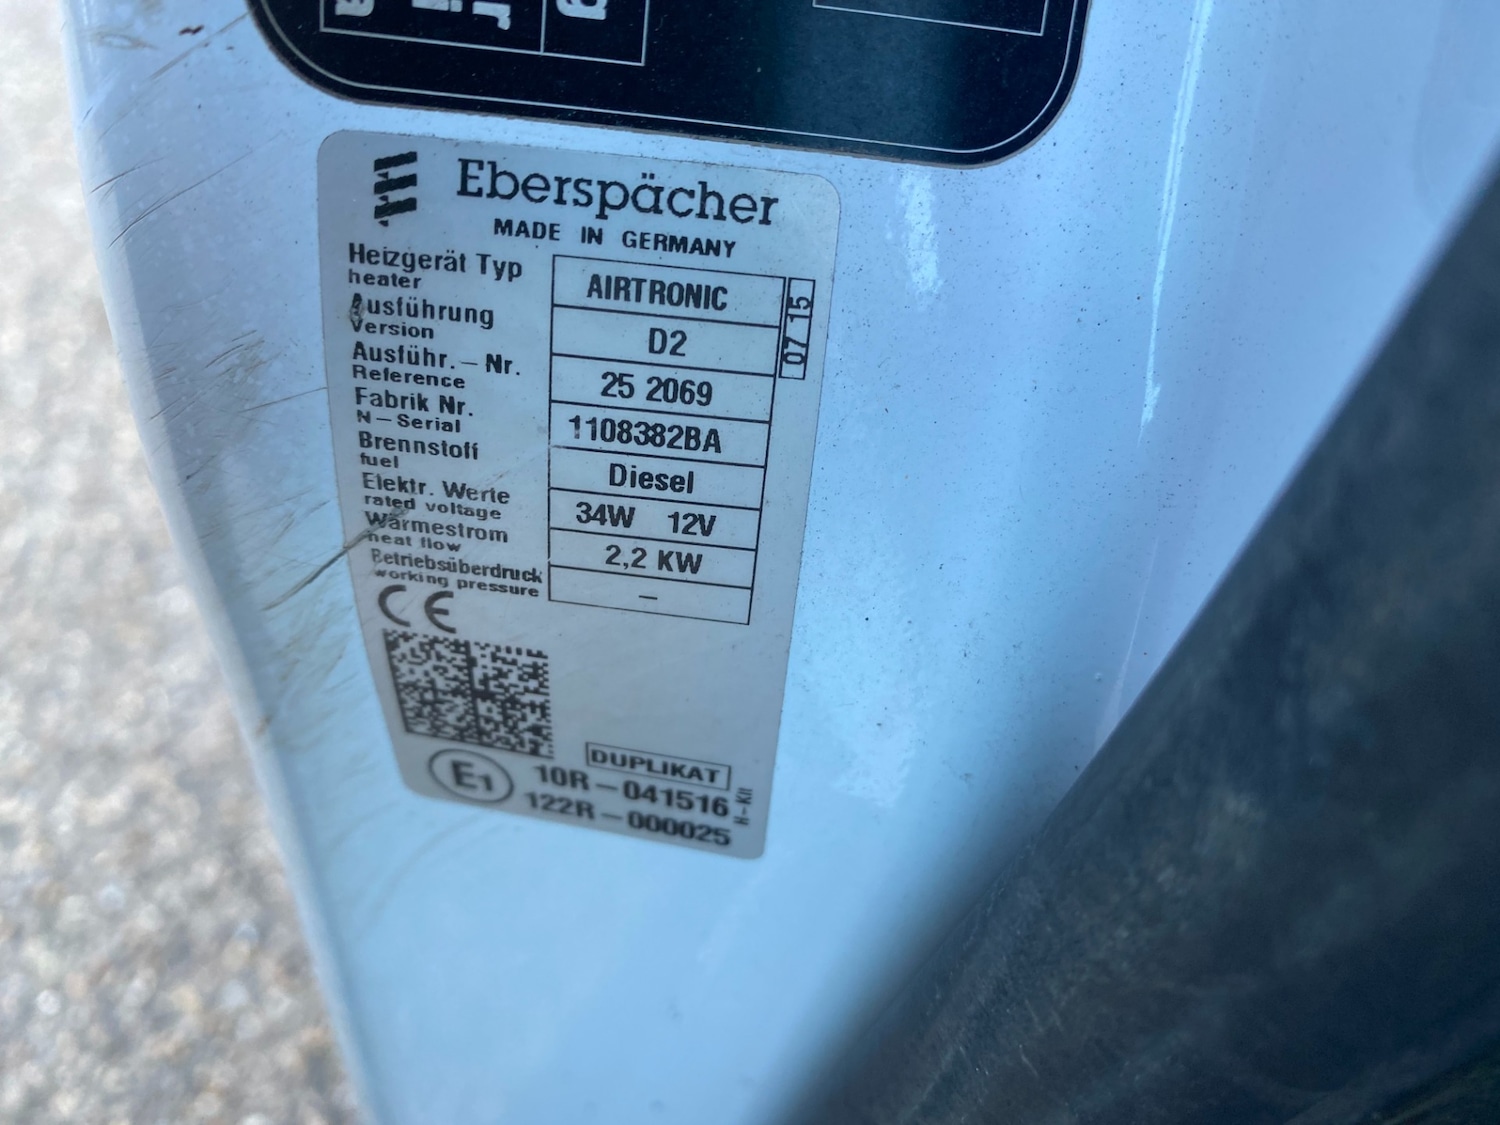 Eberspächer
MADE IN GERMANY
Heizgerät Typ
heater
AIRTRONIC
Ausführung
Version
D2
07 15
Ausführ. – Nr.
Reference
25 2069
Fabrik Nr.
N – Serial
1108382BA
Brennstoff
fuel
Diesel
Elektr. Werte
rated voltage
34W 12V
Wärmestrom
heat flow
2,2 KW
Betriebsüberdruck
working pressure
–
CE
DUPLIKAT
E1
10R – 041516
122R – 000025
H–Kü